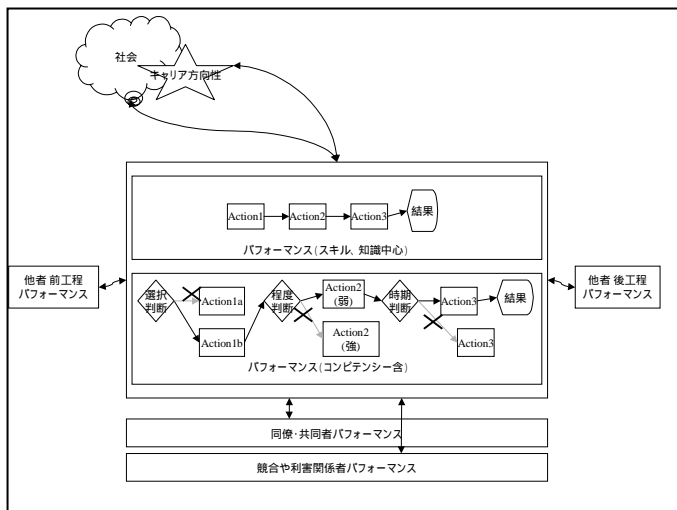 社会
キャリア方向性
Action1
Action2
Action3
結果
パフォーマンス(スキル、知識中心)
他者 前工程
パフォーマンス
選択
判断
Action1a
Action1b
程度
判断
Action2
(弱)
Action2
(強)
時期
判断
Action3
Action3
結果
パフォーマンス(コンピテンシー含)
他者 後工程
パフォーマンス
同僚・共同者パフォーマンス
競合や利害関係者パフォーマンス